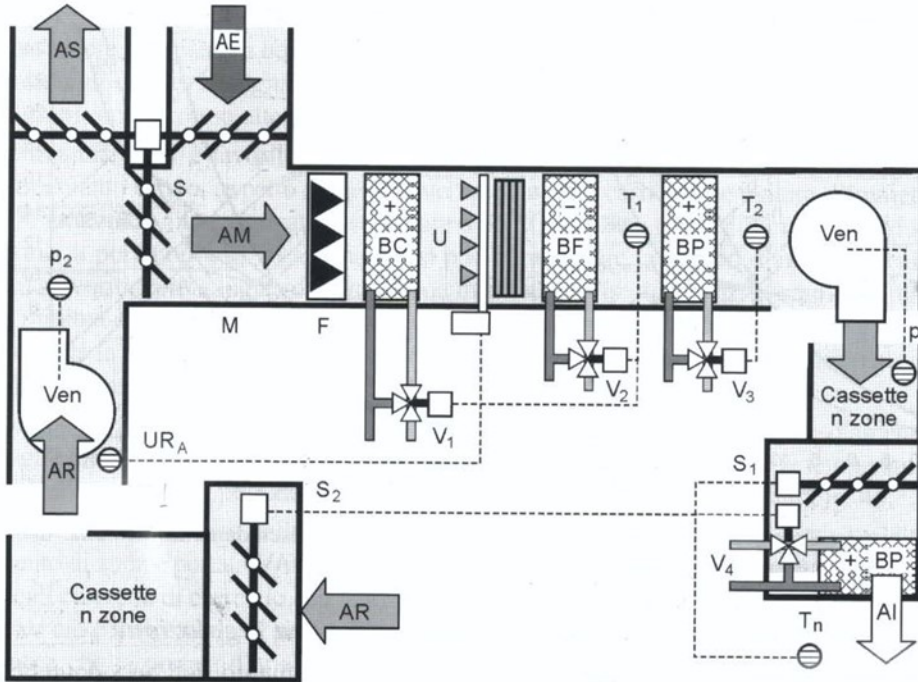 AS
AE
S
AM
+
BC
U
−
BF
T₁
+
BP
T₂
Ven
p₂
M
F
p
Ven
V₁
V₂
V₃
Cassette
n zone
AR
UR_A
S₂
S₁
Cassette
n zone
AR
V₄
+ BP
AI
Tₙ